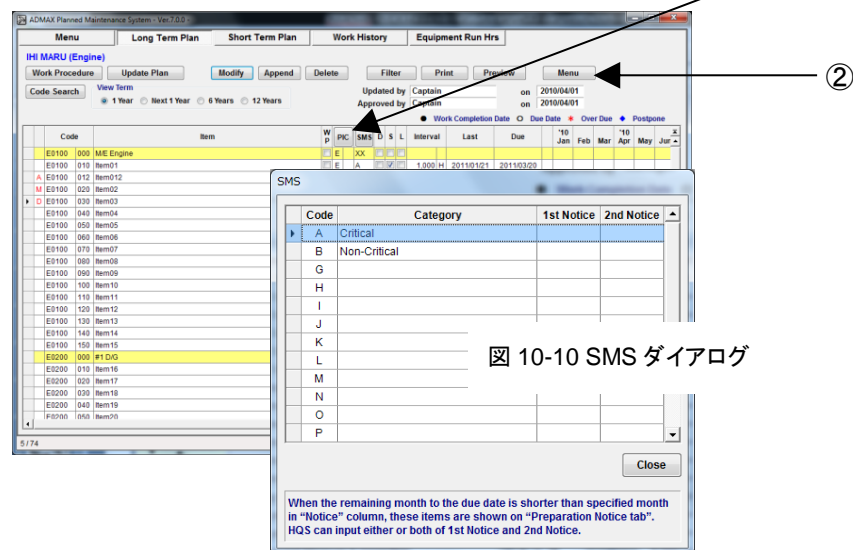 ADMAX Planned Maintenance System - Ver.7.0.0 -
Menu Long Term Plan Short Term Plan Work History Equipment Run Hrs
IHI MARU (Engine)
Work Procedure Update Plan Modify Append Delete Filter Print Preview Menu
②
Code Search View Term
1 Year Next 1 Year 6 Years 12 Years
Updated by Captain on 2010/04/01
Approved by Captain on 2010/04/01
● Work Completion Date O Due Date * Over Due ◆ Postpone
Code Item W P PIC SMS D S L Interval Last Due '10 Jan Feb Mar '10 Apr May Jun
E0100 000 M/E Engine E XX
E0100 010 Item01 E A 1,000 H 2011/01/21 2011/03/20
A E0100 012 Item012
M E0100 020 Item02
D E0100 030 Item03
E0100 040 Item04
E0100 050 Item05
E0100 060 Item06
E0100 070 Item07
E0100 080 Item08
E0100 090 Item09
E0100 100 Item10
E0100 110 Item11
E0100 120 Item12
E0100 130 Item13
E0100 140 Item14
E0100 150 Item15
E0200 000 #1 D/G
E0200 010 Item16
E0200 020 Item17
E0200 030 Item18
E0200 040 Item19
E0200 050 Item20
5 / 74
SMS
Code Category 1st Notice 2nd Notice
A Critical
B Non-Critical
G
H
I
J
K
L
M
N
O
P
図 10-10 SMS ダイアログ
Close
When the remaining month to the due date is shorter than specified month
in “Notice” column, these items are shown on “Preparation Notice tab”.
HQS can input either or both of 1st Notice and 2nd Notice.